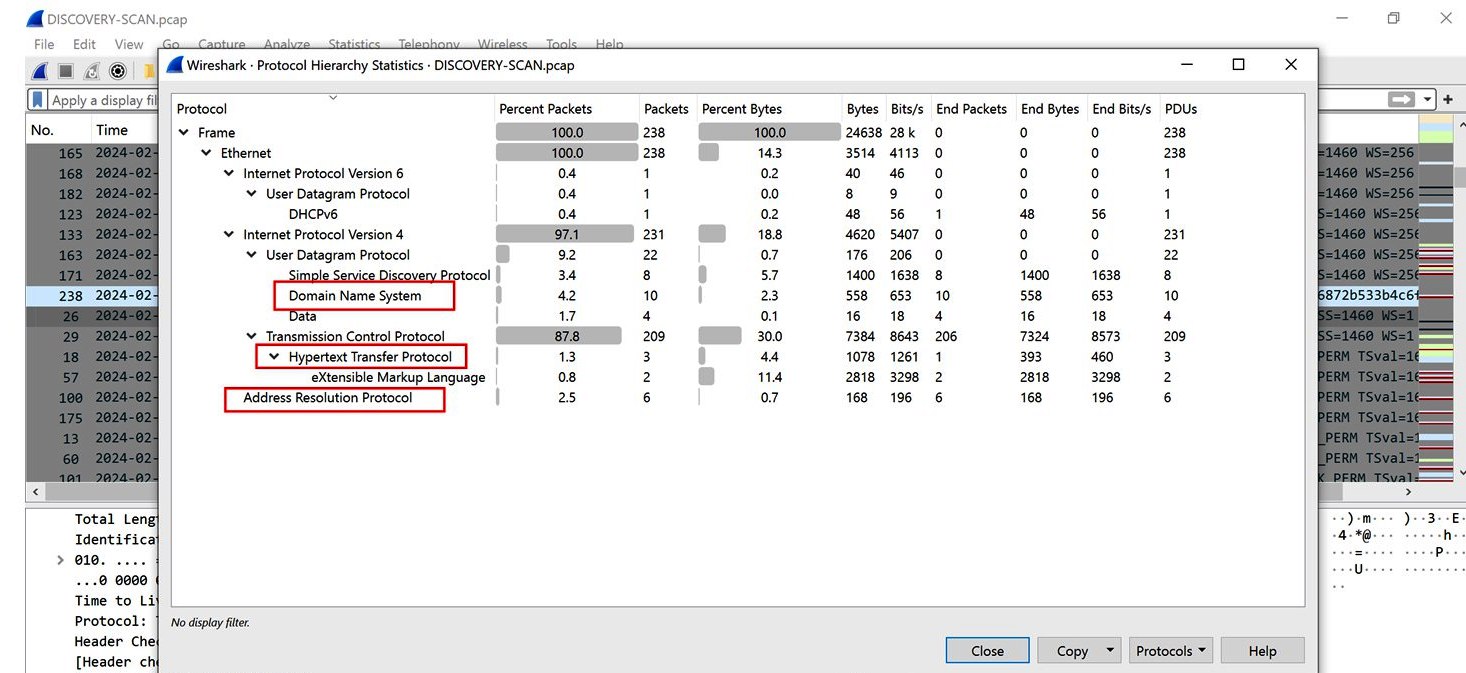 DISCOVERY-SCAN.pcap
File Edit View Go Capture Analyze Statistics Telephony Wireless Tools Help
Wireshark · Protocol Hierarchy Statistics · DISCOVERY-SCAN.pcap
Apply a display fil
No. Time
165 2024-02-
168 2024-02-
182 2024-02-
123 2024-02-
133 2024-02-
163 2024-02-
171 2024-02-
238 2024-02-
26 2024-02-
29 2024-02-
18 2024-02-
57 2024-02-
100 2024-02-
175 2024-02-
13 2024-02-
60 2024-02-
101 2024-02-
Protocol Percent Packets Packets Percent Bytes Bytes Bits/s End Packets End Bytes End Bits/s PDUs
Frame 100.0 238 100.0 24638 28 k 0 0 0 238
Ethernet 100.0 238 14.3 3514 4113 0 0 0 238
Internet Protocol Version 6 0.4 1 0.2 40 46 0 0 0 1
User Datagram Protocol 0.4 1 0.0 8 9 0 0 0 1
DHCPv6 0.4 1 0.2 48 56 1 48 56 1
Internet Protocol Version 4 97.1 231 18.8 4620 5407 0 0 0 231
User Datagram Protocol 9.2 22 0.7 176 206 0 0 0 22
Simple Service Discovery Protocol 3.4 8 5.7 1400 1638 8 1400 1638 8
Domain Name System 4.2 10 2.3 558 653 10 558 653 10
Data 1.7 4 0.1 16 18 4 16 18 4
Transmission Control Protocol 87.8 209 30.0 7384 8643 206 7324 8573 209
Hypertext Transfer Protocol 1.3 3 4.4 1078 1261 1 393 460 3
eXtensible Markup Language 0.8 2 11.4 2818 3298 2 2818 3298 2
Address Resolution Protocol 2.5 6 0.7 168 196 6 168 196 6
No display filter.
Close Copy Protocols Help
=1460 WS=256
=1460 WS=256
=1460 WS=256
S=1460 WS=256
S=1460 WS=256
S=1460 WS=256
S=1460 WS=256
6872b533b4c6
SS=1460 WS=1
S=1460 WS=1
PERM TSval=16
PERM TSval=16
PERM TSval=16
PERM TSval=16
_PERM TSval=1
_PERM TSval=1
K_PERM TSval=
Total Leng
Identifica
010. .... =
...0 0000 0
Time to Li
Protocol:
Header Che
[Header che
··)·m··· )··3··E·
·4·*@·· ·····h··
···=···· ····P···
···U···· ········
··